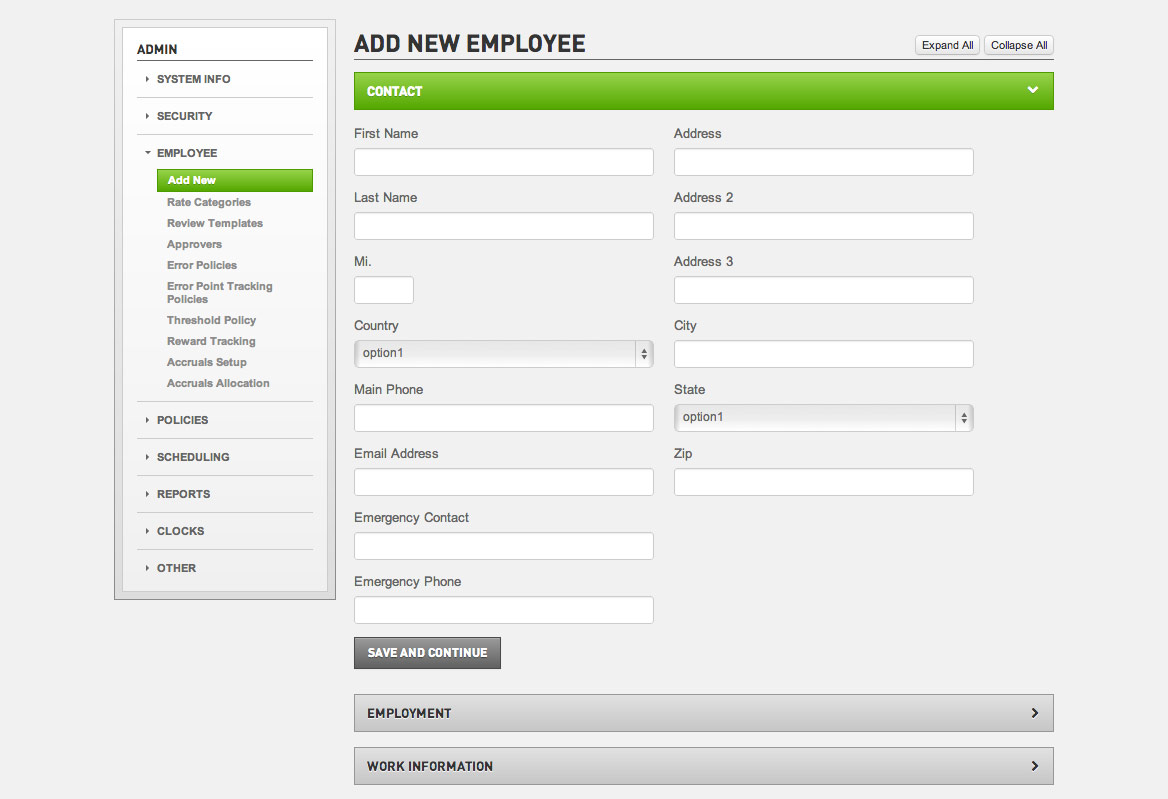 ADMIN
SYSTEM INFO
SECURITY
EMPLOYEE
Add New
Rate Categories
Review Templates
Approvers
Error Policies
Error Point Tracking
Policies
Threshold Policy
Reward Tracking
Accruals Setup
Accruals Allocation
POLICIES
SCHEDULING
REPORTS
CLOCKS
OTHER
ADD NEW EMPLOYEE
Expand All
Collapse All
CONTACT
First Name
Last Name
Mi.
Country
option1
Main Phone
Email Address
Emergency Contact
Emergency Phone
Address
Address 2
Address 3
City
State
option1
Zip
SAVE AND CONTINUE
EMPLOYMENT
WORK INFORMATION